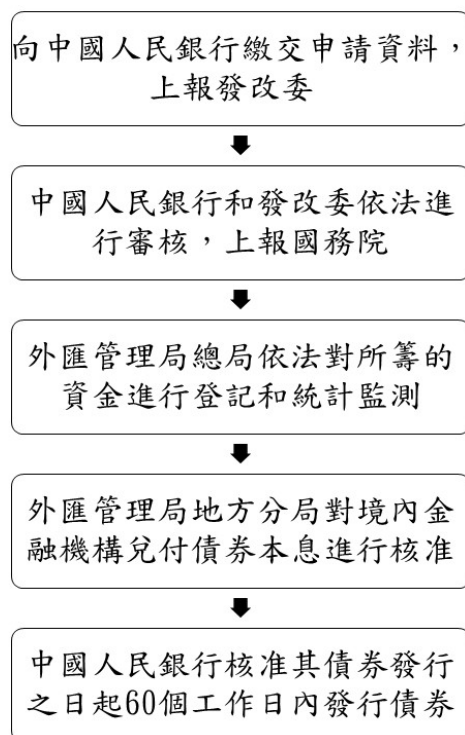 向中國人民銀行繳交申請資料，
上報發改委
中國人民銀行和發改委依法進
行審核，上報國務院
外匯管理局總局依法對所籌的
資金進行登記和統計監測
外匯管理局地方分局對境內金
融機構兌付債券本息進行核准
中國人民銀行核准其債券發行
之日起60個工作日內發行債券